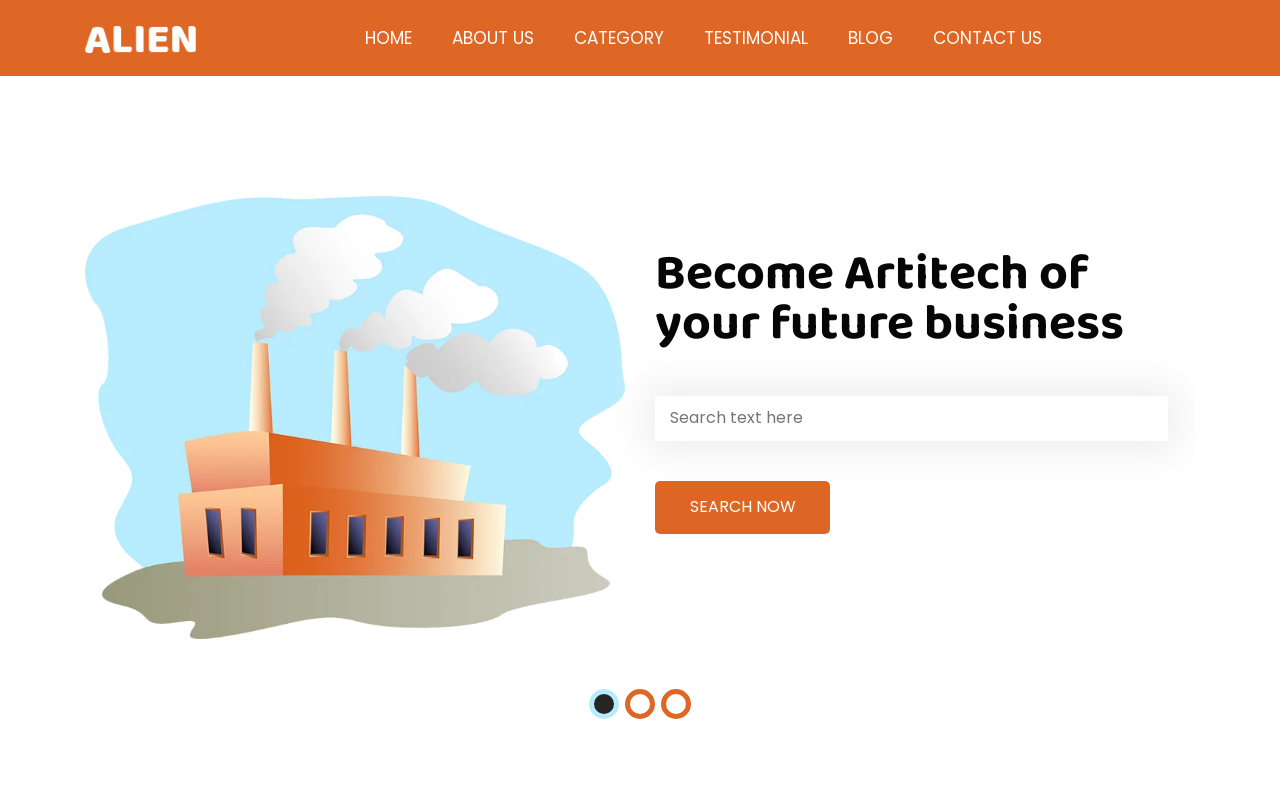 ALIEN
HOME ABOUT US CATEGORY TESTIMONIAL BLOG CONTACT US
Become Artitech of
your future business
Search text here
SEARCH NOW